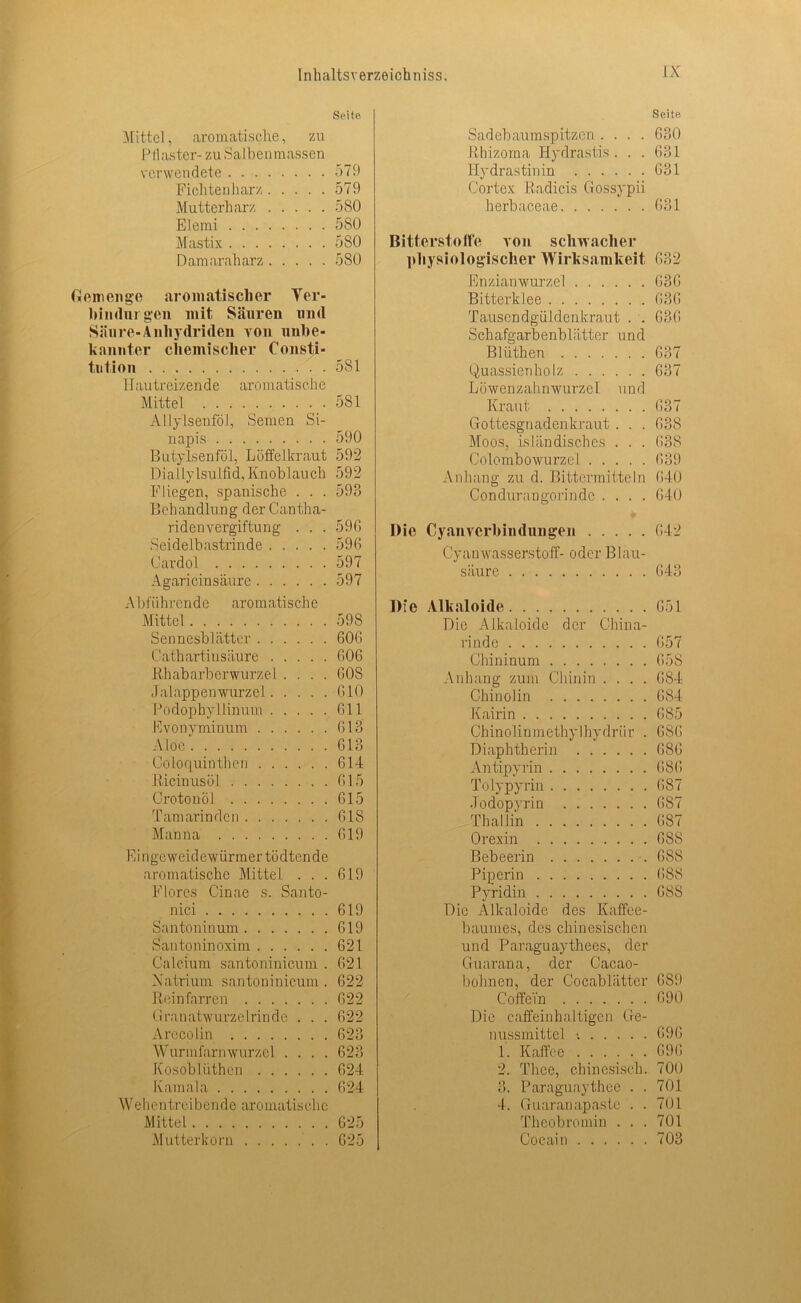 Inhaltsverzeichniss.
IX
Seite
Mittel, aromatische, zu
Pflaster- zu Salbenmassen
verwendete . . . . . . . . 579
Fichtenharz . . . . . 579
Mutterharz . . . . . . 580
Elemi . . . . . . . . 580
Mastix . . . . . . . . 580
Damaraharz . . . . . 580
Gemenge aromatischer Ver-
bindurgen mit Säuren und
Säure-Anhydriden von unbe-
kannter chemischer Consti-
tution . . . . . . . . . . . . . 581
Hautreizende aromatische
Mittel . . . . . . . . . . 581
Allylsenföl, Semen Si-
napis . . . . . . . . . 590
Butylsenföl, Löffelkraut 592
Diallylsulfid, Knoblauch 592
Fliegen, spanische . . . 593
Behandlung der Cantha-
ridenvergiftung . . . 596
Seidelbastrinde . . . . . 596
Cardol . . . . . . . . . 597
Agaricinsäure . . . . . . 597
Abführende aromatische
Mittel . . . . . . . . . . . 598
Sennesblätter . . . . . . 606
Cathartinsäure . . . . . 606
Rhabarberwurzel . . . . 608
Jalappenwurzel . . . . . 610
Podophyllinum . . . . . 611
Evonyminum . . . . . . 613
Aloe . . . . . . . . . . . 613
Coloquinthen . . . . . . 614
Ricinusöl . . . . . . . . 615
Crotonöl . . . . . . . . 615
Tamarinden . . . . . . . 618
Manna . . . . . . . . . 619
Eingeweidewürmer tödtende
aromatische Mittel . . . 619
Flores Cinae s. Santo-
nici . . . . . . . . . . 619
Santoninum . . . . . . . 619
Santoninoxim . . . . . . 621
Calcium santoninicum . 621
Natrium santoninicum . 622
Reinfarren . . . . . . . 622
Granatwurzelrinde . . . 622
Arecolin . . . . . . . . 623
Wurmfarnwurzel . . . . 623
Kosoblüthen . . . . . . 624
Kamala . . . . . . . . . 624
Wehentreibende aromatische
Mittel . . . . . . . . . . . 625
Mutterkorn . . . . . . . 625
Seite
Sadebaumspitzen . . . . 630
Rhizoma Hydrastis . . . 631
Hydrastinin . . . . . . 631
Cortex Radicis Gossypii
herbaceae . . . . . . . 631
Bitterstoffe von schwacher
physiologischer Wirksamkeit 632
Enzianwurzel . . . . . . 636
Bitterklee . . . . . . . . 636
Tausendgüldenkraut . . 636
Schafgarbenblätter und
Blüthen . . . . . . . 637
Quassienholz . . . . . . 637
Löwenzahnwurzel und
Kraut . . . . . . . . 637
Gottesgnadenkraut . . . 638
Moos, isländisches . . . 638
Colombowurzel . . . . . 639
Anhang zu d. Bittermitteln 640
Condurangorinde . . . . 640
Die Cyanverbindungen . . . . . 642
Cyanwasserstoff- oder Blau-
säure . . . . . . . . . . . 643
Die Alkaloide . . . . . . . . . . . 651
Die Alkaloide der China-
rinde . . . . . . . . . . . 657
Chininum . . . . . . . . 658
Anhang zum Chinin . . . . 684
Chinolin . . . . . . . . 684
Kairin . . . . . . . . . . 685
Chinolinmethylhydrür . 686
Diaphtherin . . . . . . 686
Antipyrin . . . . . . . . 686
Tolypyrin . . . . . . . . 687
Jodopyrin . . . . . . . 687
Thallin . . . . . . . . . 687
Orexin . . . . . . . . . 688
Bebeerin . . . . . . . . 688
Piperin . . . . . . . . . 688
Pyridin . . . . . . . . . 688
Die Alkaloide des Kaffee-
baumes, des chinesischen
und Paraguaythees, der
Guarana, der Cacao-
bohnen, der Cocablätter 689
Coffeïn . . . . . . . 690
Die caffeinhaltigen Ge-
nussmittel . . . . . . 696
1. Kaffee . . . . . . 696
2. Thee, chinesisch. 700
3. Paraguaythee . . 701
4. Guaranapaste . . 701
Theobromin . . . 701
Cocain . . . . . . 703